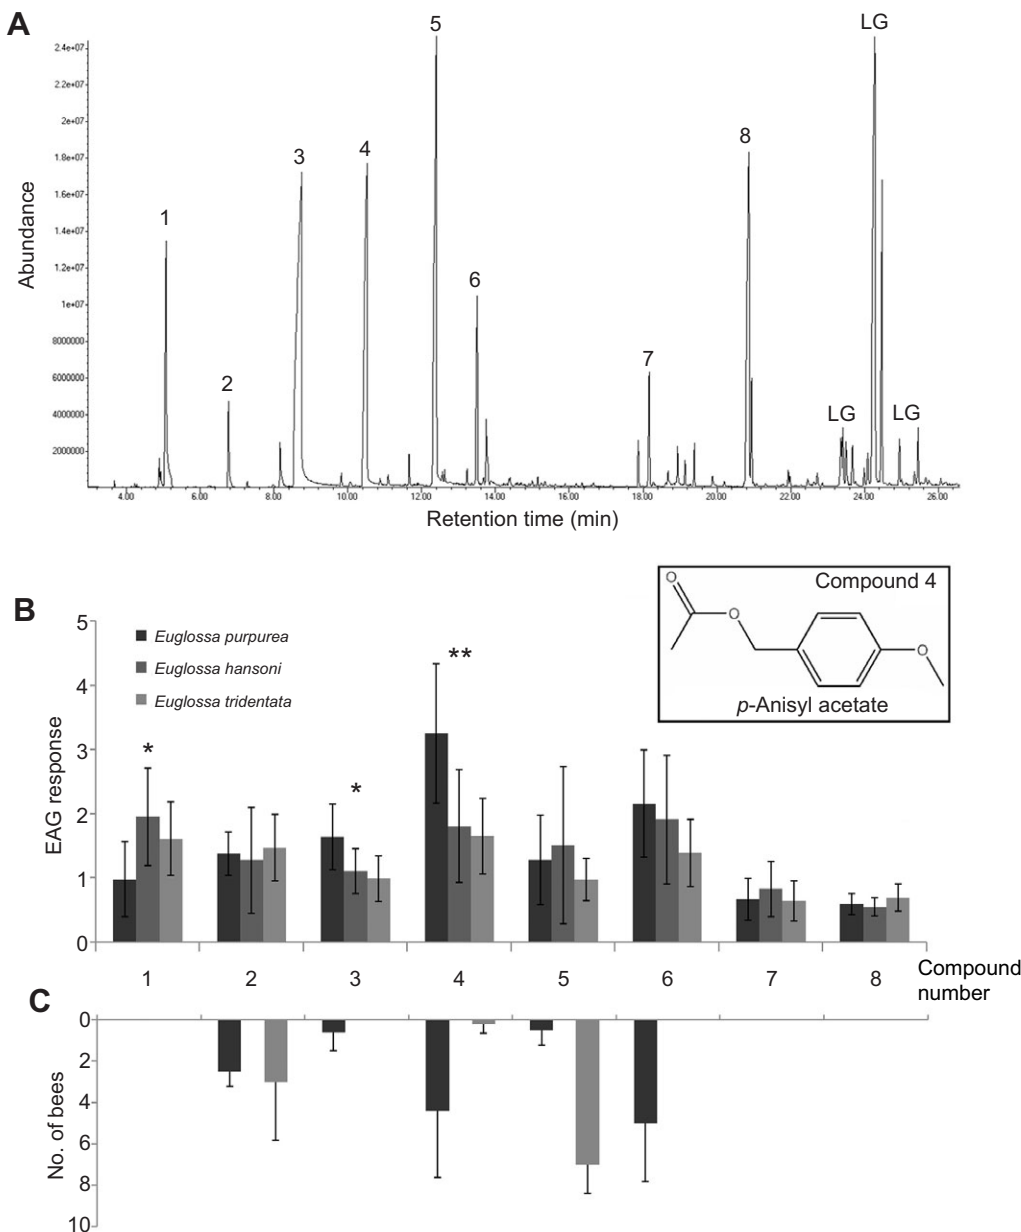 A
LG
5
2.4e+07
2.2e+07
2e+07
1.8e+07
1.6e+07
1.4e+07
1.2e+07
1e+07
8000000
6000000
4000000
2000000
Abundance
1
2
3
4
6
7
8
LG
LG
4.00 6.00 8.00 10.00 12.00 14.00 16.00 18.00 20.00 22.00 24.00 26.00
Retention time (min)
B
Compound 4
O
O
O
p-Anisyl acetate
Euglossa purpurea
Euglossa hansoni
Euglossa tridentata
5
4
3
2
1
0
EAG response
*
*
**
1 2 3 4 5 6 7 8
Compound
number
C
0
2
4
6
8
10
No. of bees